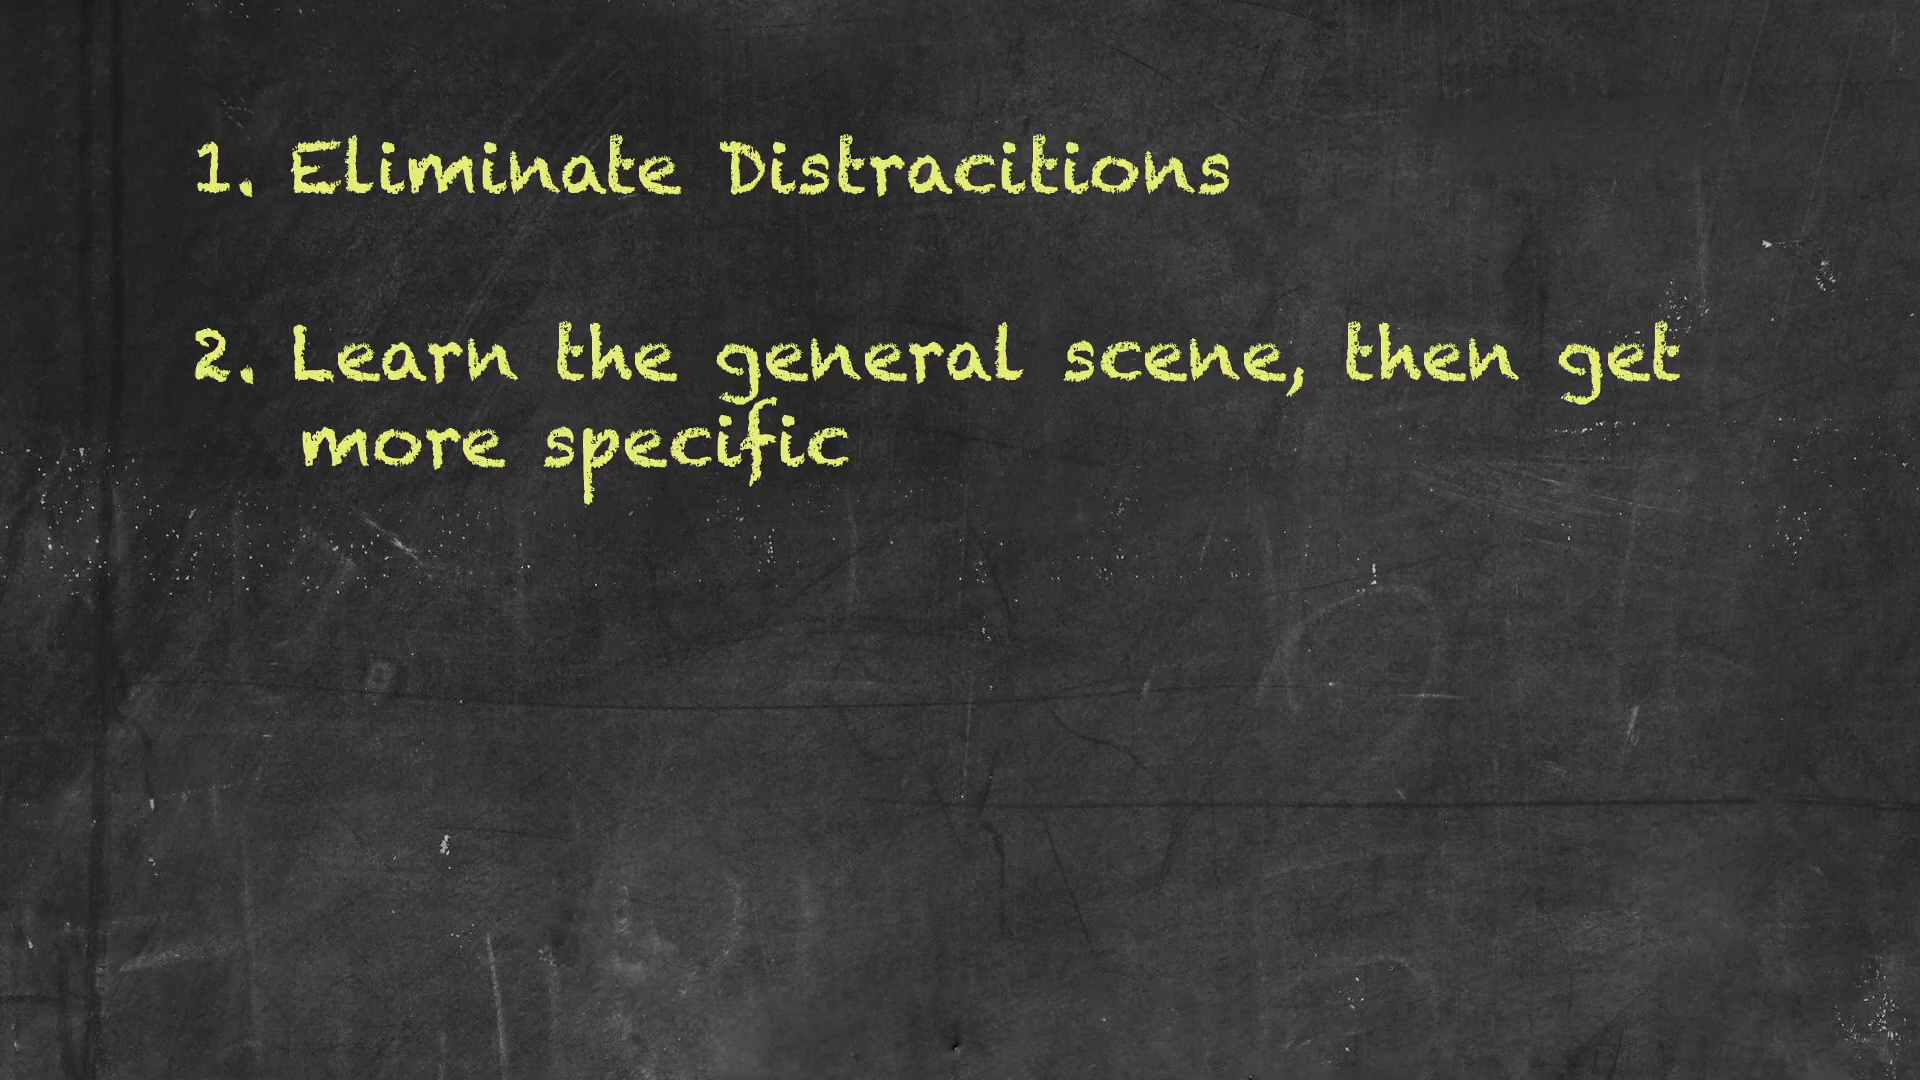 1. Eliminate Distracitions
2. Learn the general scene, then get
more specific